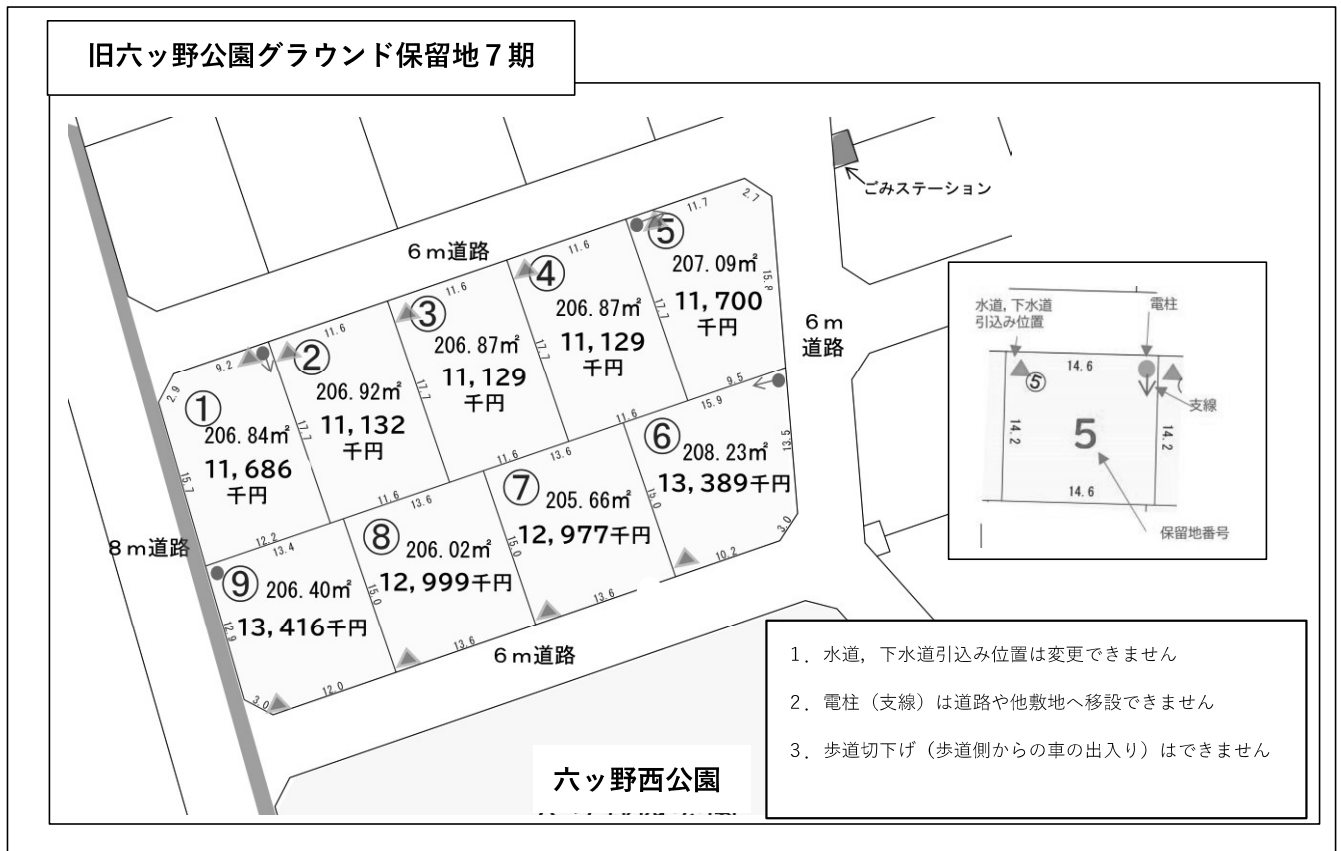 旧六ッ野公園グラウンド保留地７期
ごみステーション
6ｍ道路
2.7
11.7
⑤
207.09㎡
11,700
千円
15.8
17.7
11.6
④
206.87㎡
11,129
千円
17.7
11.6
③
206.87㎡
11,129
千円
17.7
11.6
②
206.92㎡
11,132
千円
17.7
9.2
2.9
①
206.84㎡
11,686
千円
15.7
12.2
11.6
11.6
11.6
9.5
6ｍ
道路
15.9
⑥
208.23㎡
13,389千円
13.5
3.0
10.2
15.0
13.6
⑦
205.66㎡
12,977千円
15.0
13.6
13.6
⑧
206.02㎡
12,999千円
15.0
13.6
13.4
⑨
206.40㎡
13,416千円
12.9
3.0
12.0
8ｍ道路
6ｍ道路
六ッ野西公園
水道,下水道
引込み位置
電柱
14.6
⑤
支線
14.2
5
14.2
14.6
保留地番号
1．水道，下水道引込み位置は変更できません
2．電柱（支線）は道路や他敷地へ移設できません
3．歩道切下げ（歩道側からの車の出入り）はできません